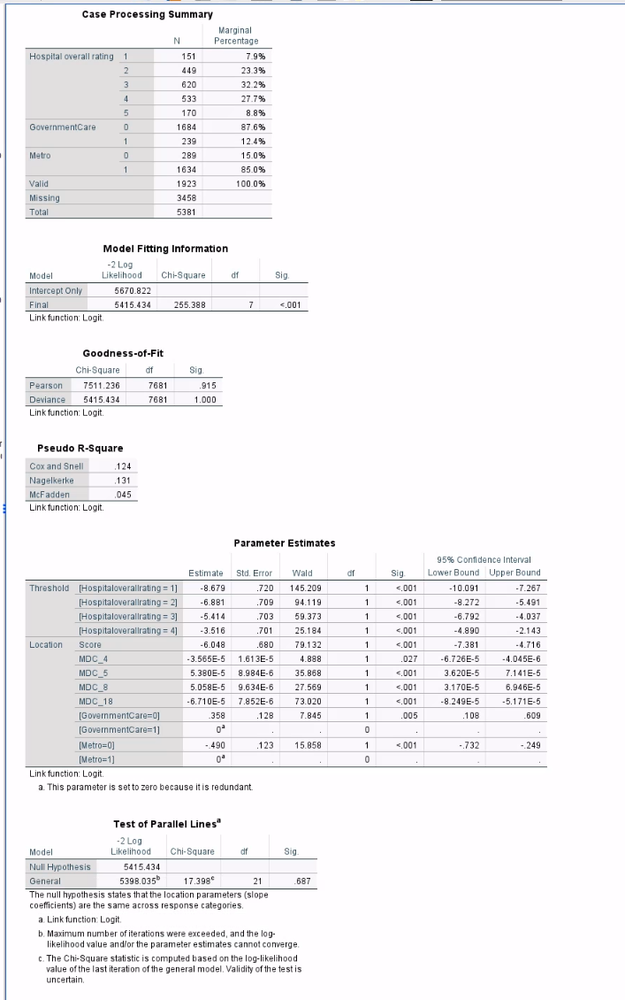 Case Processing Summary
N Marginal Percentage
Hospital overall rating 1 151 7.9%
2 449 23.3%
3 620 32.2%
4 533 27.7%
5 170 8.8%
GovernmentCare 0 1684 87.6%
1 239 12.4%
Metro 0 289 15.0%
1 1634 85.0%
Valid 1923 100.0%
Missing 3458
Total 5381
Model Fitting Information
Model -2 Log Likelihood Chi-Square df Sig.
Intercept Only 5670.822
Final 5415.434 255.388 7 <.001
Link function: Logit.
Goodness-of-Fit
Chi-Square df Sig.
Pearson 7511.236 7681 .915
Deviance 5415.434 7681 1.000
Link function: Logit.
Pseudo R-Square
Cox and Snell .124
Nagelkerke .131
McFadden .045
Link function: Logit.
Parameter Estimates
95% Confidence Interval
Estimate Std. Error Wald df Sig. Lower Bound Upper Bound
Threshold [Hospitaloverallrating = 1] -8.679 .720 145.209 1 <.001 -10.091 -7.267
[Hospitaloverallrating = 2] -6.881 .709 94.119 1 <.001 -8.272 -5.491
[Hospitaloverallrating = 3] -5.414 .703 59.373 1 <.001 -6.792 -4.037
[Hospitaloverallrating = 4] -3.516 .701 25.184 1 <.001 -4.890 -2.143
Location Score -6.048 .680 79.132 1 <.001 -7.381 -4.716
MDC_4 -3.565E-5 1.613E-5 4.888 1 .027 -6.726E-5 -4.045E-6
MDC_5 5.380E-5 8.984E-6 35.868 1 <.001 3.620E-5 7.141E-5
MDC_8 5.058E-5 9.634E-6 27.569 1 <.001 3.170E-5 6.946E-5
MDC_18 -6.710E-5 7.852E-6 73.020 1 <.001 -8.249E-5 -5.171E-5
[GovernmentCare=0] .358 .128 7.845 1 .005 .108 .609
[GovernmentCare=1] 0a . . 0 . . .
[Metro=0] -.490 .123 15.858 1 <.001 -.732 -.249
[Metro=1] 0a . . 0 . . .
Link function: Logit.
a. This parameter is set to zero because it is redundant.
Test of Parallel Linesa
Model -2 Log Likelihood Chi-Square df Sig.
Null Hypothesis 5415.434
General 5398.035b 17.398c 21 .687
The null hypothesis states that the location parameters (slope
coefficients) are the same across response categories.
a. Link function: Logit.
b. Maximum number of iterations were exceeded, and the log-
likelihood value and/or the parameter estimates cannot converge.
c. The Chi-Square statistic is computed based on the log-likelihood
value of the last iteration of the general model. Validity of the test is
uncertain.